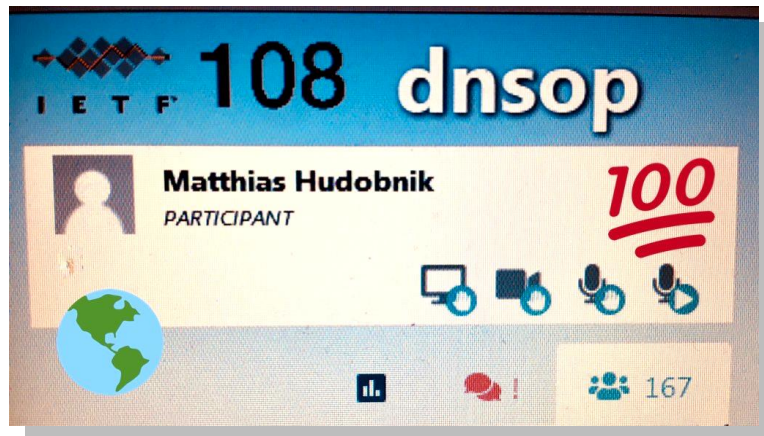 IETF 108 dnsop
Matthias Hudobnik
PARTICIPANT
100
! 167